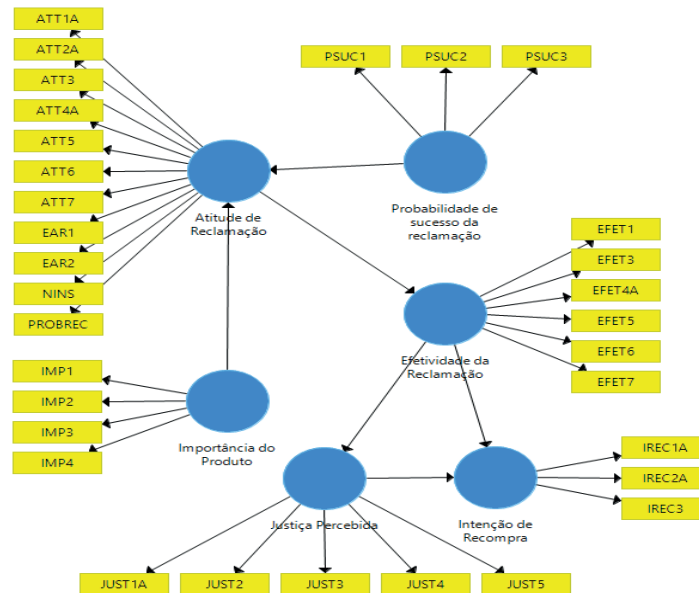 ATT1A
ATT2A
ATT3
ATT4A
ATT5
ATT6
ATT7
EAR1
EAR2
NINS
PROBREC
PSUC1
PSUC2
PSUC3
Atitude de
Reclamação
Probabilidade de
sucesso da
reclamação
EFET1
EFET3
EFET4A
EFET5
EFET6
EFET7
Efetividade da
Reclamação
IMP1
IMP2
IMP3
IMP4
Importância do
Produto
Justiça Percebida
Intenção de
Recompra
IREC1A
IREC2A
IREC3
JUST1A
JUST2
JUST3
JUST4
JUST5